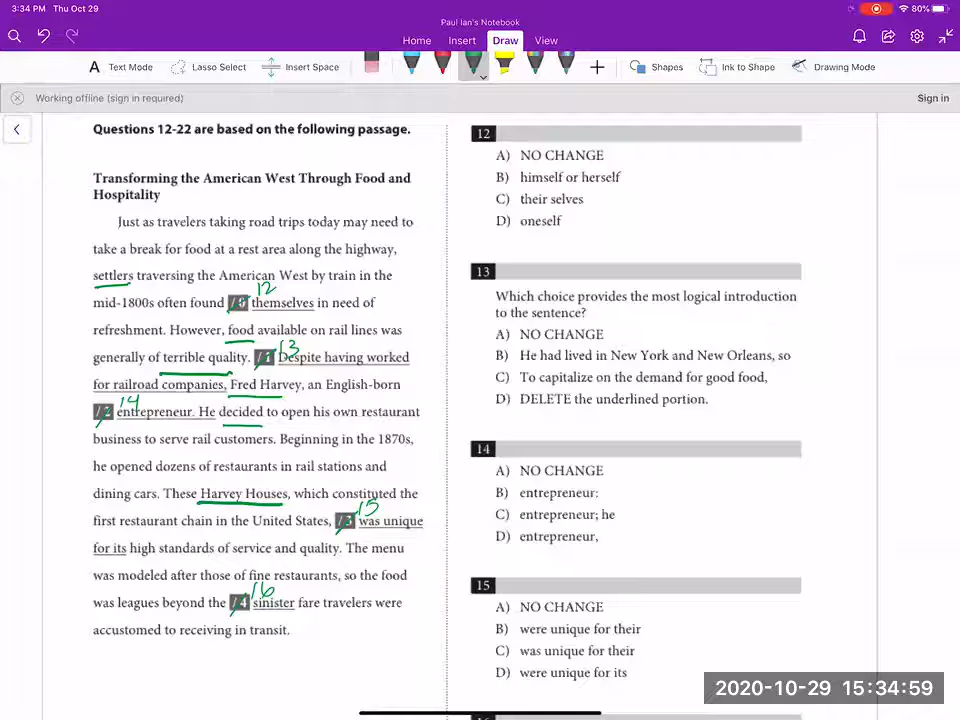 3:34 PM Thu Oct 29
80%
Paul Ian's Notebook
Home Insert Draw View
Text Mode Lasso Select Insert Space Shapes Ink to Shape Drawing Mode
Working offline (sign in required) Sign in
Questions 12-22 are based on the following passage.
Transforming the American West Through Food and
Hospitality
Just as travelers taking road trips today may need to
take a break for food at a rest area along the highway,
settlers traversing the American West by train in the
12
mid-1800s often found themselves in need of
refreshment. However, food available on rail lines was
13
generally of terrible quality. Despite having worked
for railroad companies, Fred Harvey, an English-born
14
entrepreneur. He decided to open his own restaurant
business to serve rail customers. Beginning in the 1870s,
he opened dozens of restaurants in rail stations and
dining cars. These Harvey Houses, which constituted the
15
first restaurant chain in the United States, was unique
for its high standards of service and quality. The menu
was modeled after those of fine restaurants, so the food
16
was leagues beyond the sinister fare travelers were
accustomed to receiving in transit.
12
A) NO CHANGE
B) himself or herself
C) their selves
D) oneself
13
Which choice provides the most logical introduction
to the sentence?
A) NO CHANGE
B) He had lived in New York and New Orleans, so
C) To capitalize on the demand for good food,
D) DELETE the underlined portion.
14
A) NO CHANGE
B) entrepreneur:
C) entrepreneur; he
D) entrepreneur,
15
A) NO CHANGE
B) were unique for their
C) was unique for their
D) were unique for its
2020-10-29 15:34:59